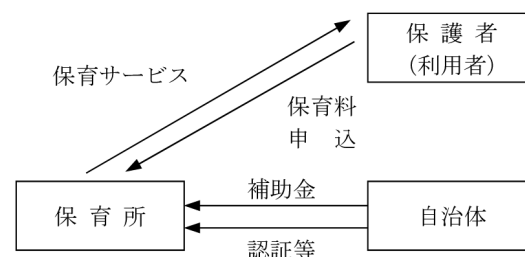 保護者
(利用者)
保育サービス
保育料
申込
補助金
保育所
自治体
認証等